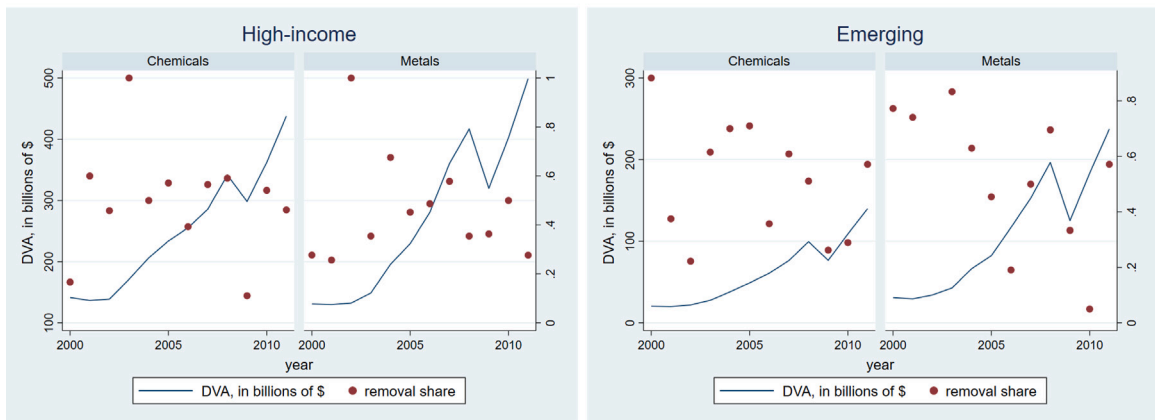 High-income
Chemicals Metals
DVA, in billions of $
500
400
300
200
100
1
.8
.6
.4
.2
0
2000 2005 2010 2000 2005 2010
year
DVA, in billions of $ removal share
Emerging
Chemicals Metals
DVA, in billions of $
300
200
100
0
.8
.6
.4
.2
0
2000 2005 2010 2000 2005 2010
year
DVA, in billions of $ removal share